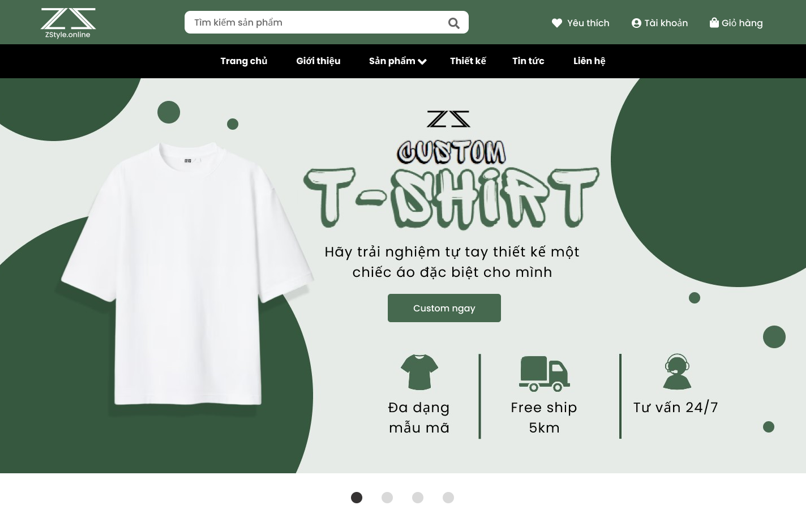 ZS
ZStyle.online
Tìm kiếm sản phẩm
Yêu thích
Tài khoản
Giỏ hàng
Trang chủ
Giới thiệu
Sản phẩm
Thiết kế
Tin tức
Liên hệ
ZS
CUSTOM
T-SHIRT
Hãy trải nghiệm tự tay thiết kế một
chiếc áo đặc biệt cho mình
Custom ngay
Đa dạng
mẫu mã
Free ship
5km
Tư vấn 24/7